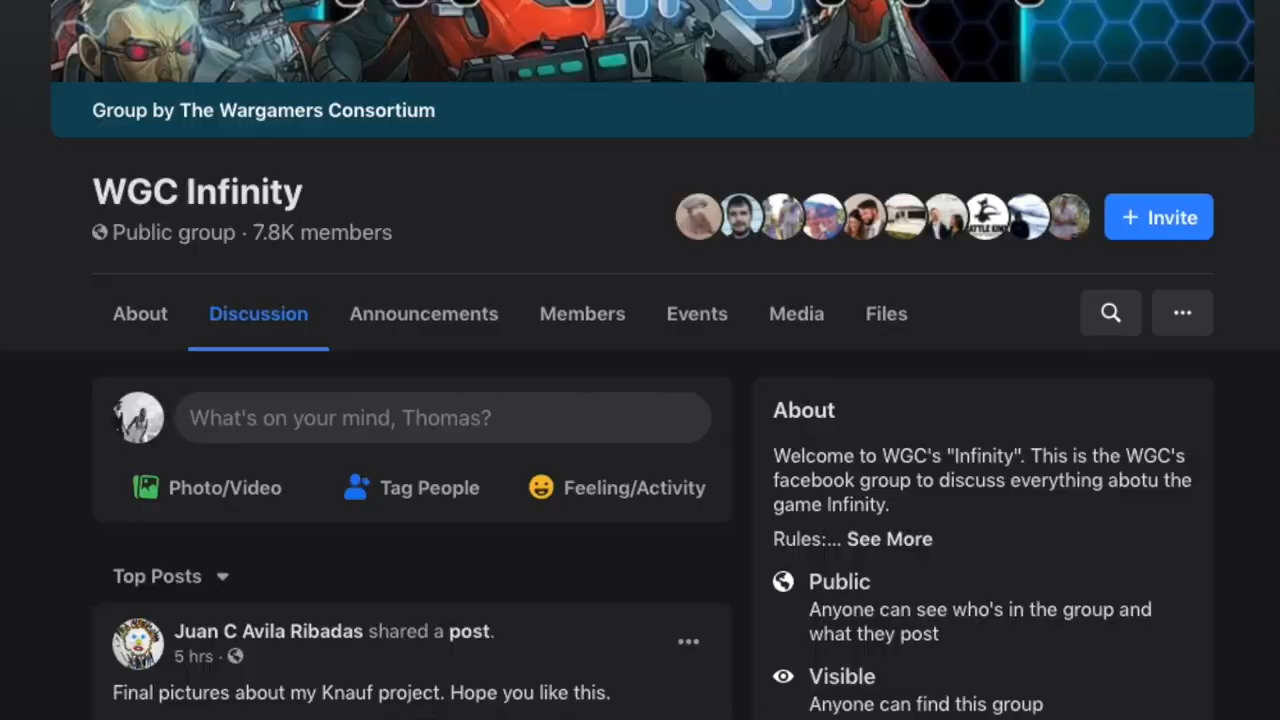 Group by The Wargamers Consortium
WGC Infinity
Public group · 7.8K members
+ Invite
About
Discussion
Announcements
Members
Events
Media
Files
What's on your mind, Thomas?
Photo/Video
Tag People
Feeling/Activity
Top Posts
Juan C Avila Ribadas shared a post.
5 hrs ·
Final pictures about my Knauf project. Hope you like this.
About
Welcome to WGC's "Infinity". This is the WGC's
facebook group to discuss everything abotu the
game Infinity.
Rules:... See More
Public
Anyone can see who's in the group and
what they post
Visible
Anyone can find this group